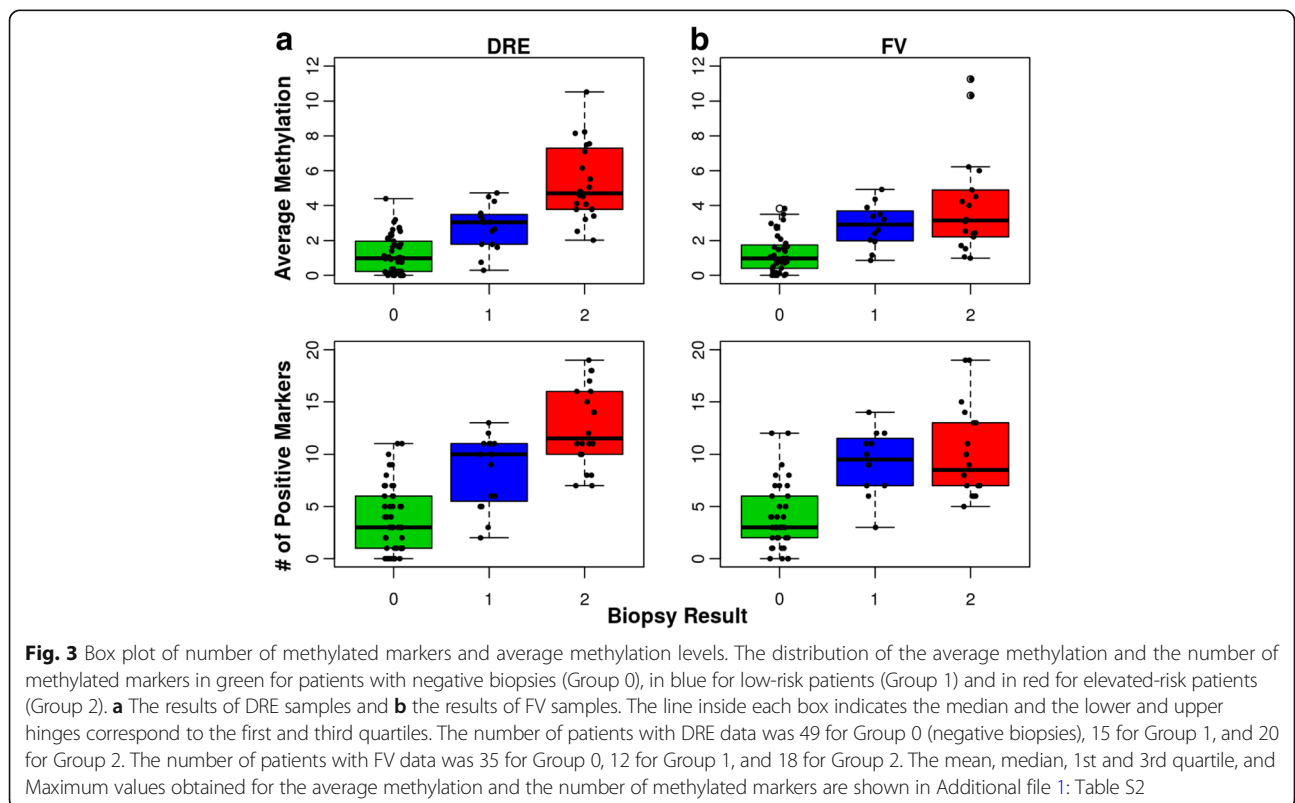 a
DRE
b
FV
Average Methylation
12
10
8
6
4
2
0
0
1
2
12
10
8
6
4
2
0
0
1
2
# of Positive Markers
20
15
10
5
0
0
1
2
20
15
10
5
0
0
1
2
Biopsy Result
Fig. 3 Box plot of number of methylated markers and average methylation levels. The distribution of the average methylation and the number of
methylated markers in green for patients with negative biopsies (Group 0), in blue for low-risk patients (Group 1) and in red for elevated-risk patients
(Group 2). a The results of DRE samples and b the results of FV samples. The line inside each box indicates the median and the lower and upper
hinges correspond to the first and third quartiles. The number of patients with DRE data was 49 for Group 0 (negative biopsies), 15 for Group 1, and 20
for Group 2. The number of patients with FV data was 35 for Group 0, 12 for Group 1, and 18 for Group 2. The mean, median, 1st and 3rd quartile, and
Maximum values obtained for the average methylation and the number of methylated markers are shown in Additional file 1: Table S2